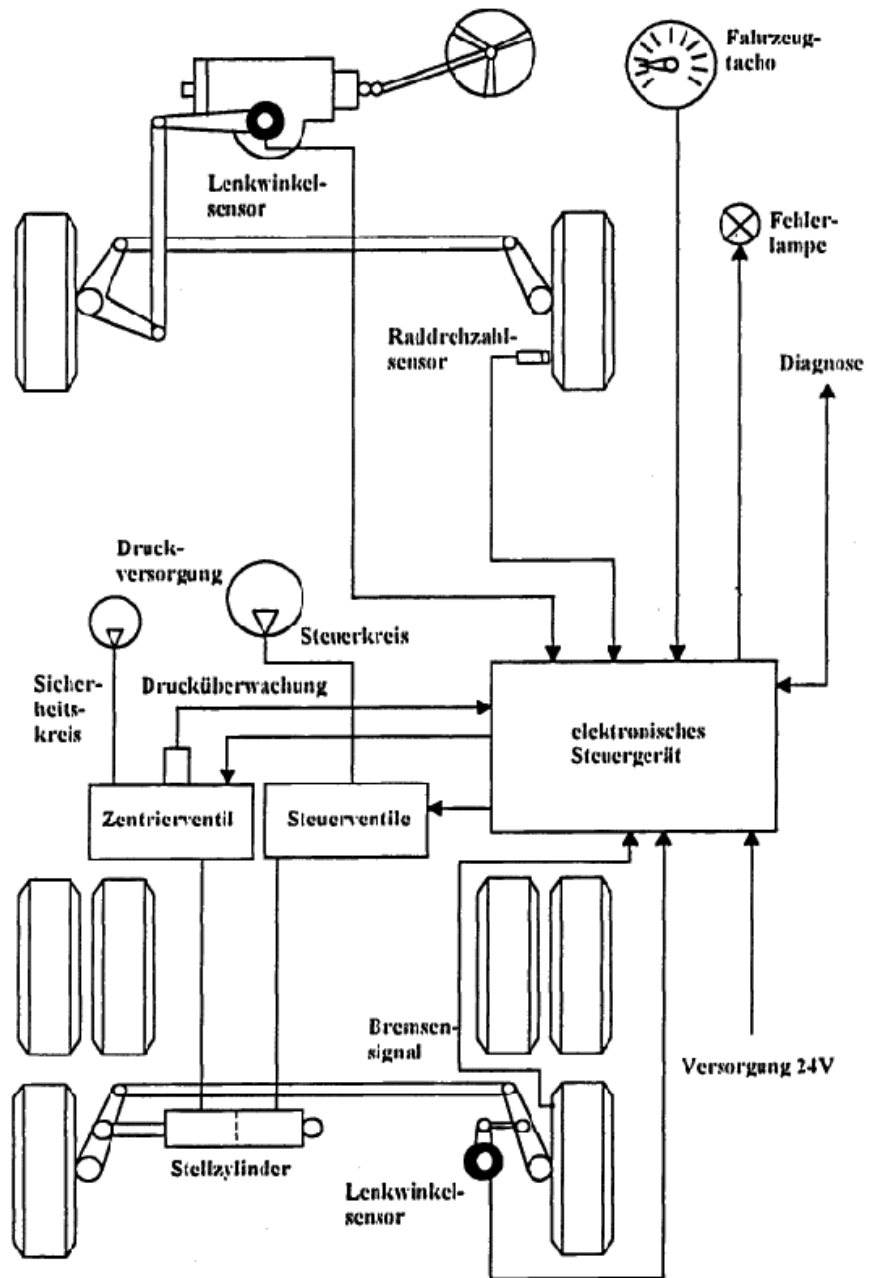 Fahrzeug-
tacho
Lenkwinkel-
sensor
Fehler-
lampe
Raddrehzahl-
sensor
Diagnose
Druck-
versorgung
Steuerkreis
Sicher-
heits-
kreis
Drucküberwachung
elektronisches
Steuergerät
Zentrierventil
Steuerventile
Bremsen-
signal
Versorgung 24V
Stellzylinder
Lenkwinkel-
sensor